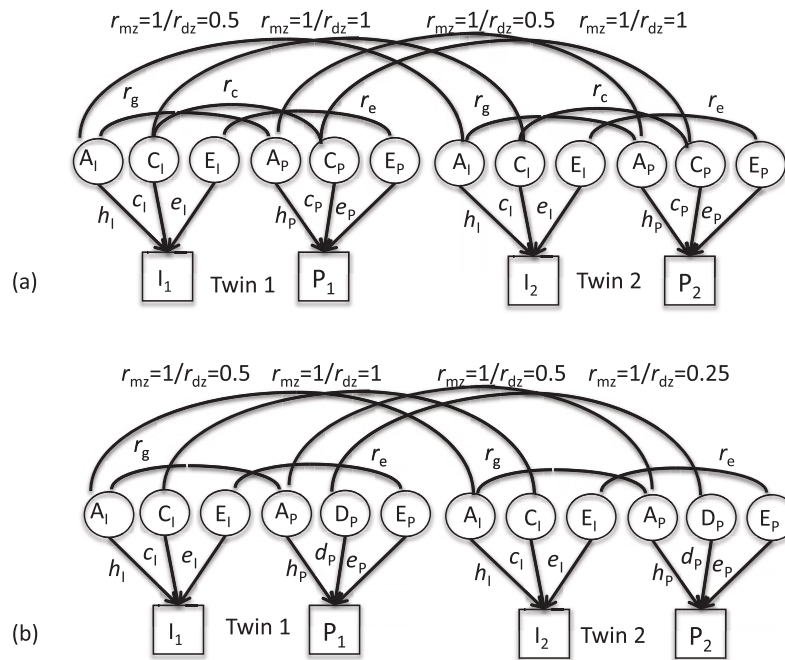 r_mz=1/r_dz=0.5 r_mz=1/r_dz=1 r_mz=1/r_dz=0.5 r_mz=1/r_dz=1
r_g r_c r_e r_g r_c r_e
A_I C_I E_I A_P C_P E_P A_I C_I E_I A_P C_P E_P
h_I c_I e_I h_P c_P e_P h_I c_I e_I h_P c_P e_P
(a) I_1 Twin 1 P_1 I_2 Twin 2 P_2
r_mz=1/r_dz=0.5 r_mz=1/r_dz=1 r_mz=1/r_dz=0.5 r_mz=1/r_dz=0.25
r_g r_e r_g r_e
A_I C_I E_I A_P D_P E_P A_I C_I E_I A_P D_P E_P
h_I c_I e_I h_P d_P e_P h_I c_I e_I h_P d_P e_P
(b) I_1 Twin 1 P_1 I_2 Twin 2 P_2